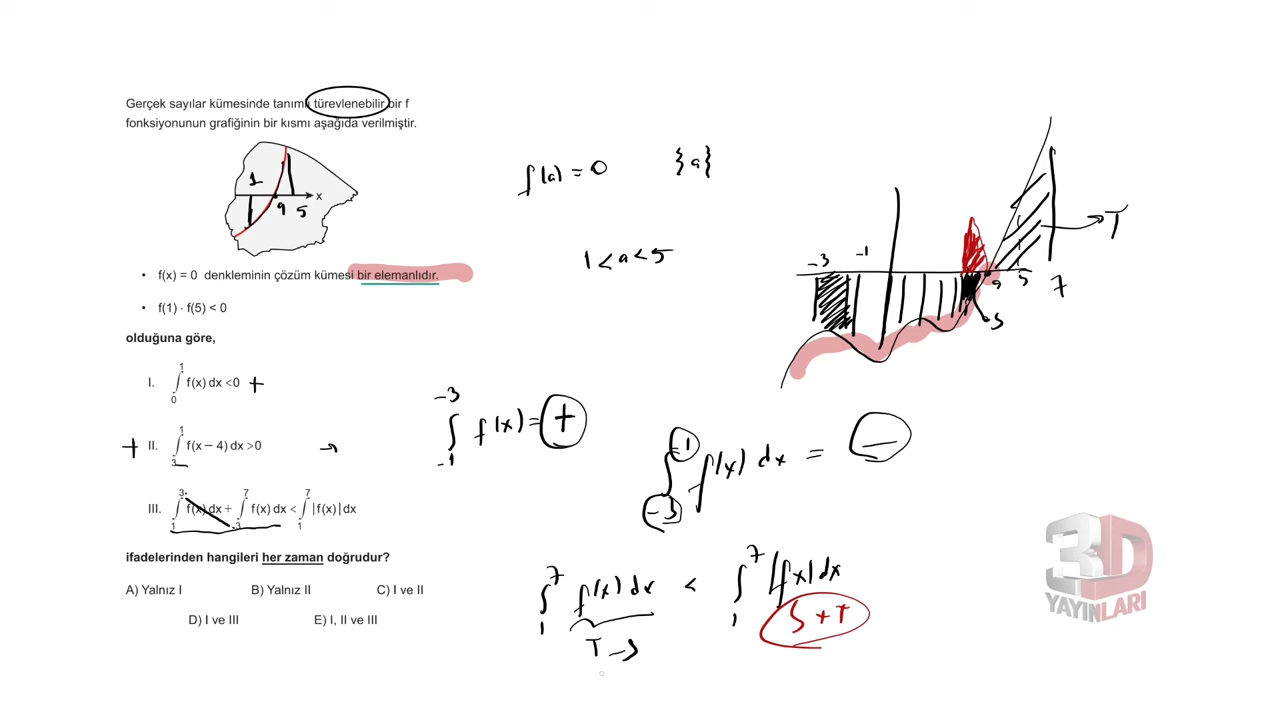 Gerçek sayılar kümesinde tanımlı türevlenebilir bir f
fonksiyonunun grafiğinin bir kısmı aşağıda verilmiştir.
1
x
a 5
• f(x) = 0 denkleminin çözüm kümesi bir elemanlıdır.
• f(1) · f(5) < 0
olduğuna göre,
I. ∫₀¹ f(x) dx <0 +
+ II. ∫₃¹ f(x – 4) dx >0 →
III. ∫₁³ f(x) dx + ∫₃⁷ f(x) dx < ∫₁⁷ |f(x)| dx
ifadelerinden hangileri her zaman doğrudur?
A) Yalnız I B) Yalnız II C) I ve II
D) I ve III E) I, II ve III
f(a) = 0 {a}
1 < a < 5
-3 -1 a 5 7
T
S
∫₋₁⁻³ f(x) = +
∫₋₃⁻¹ f(x) dx = –
∫₁⁷ f(x) dx < ∫₁⁷ |f(x)| dx
T – S
S + T
3D
YAYINLARI